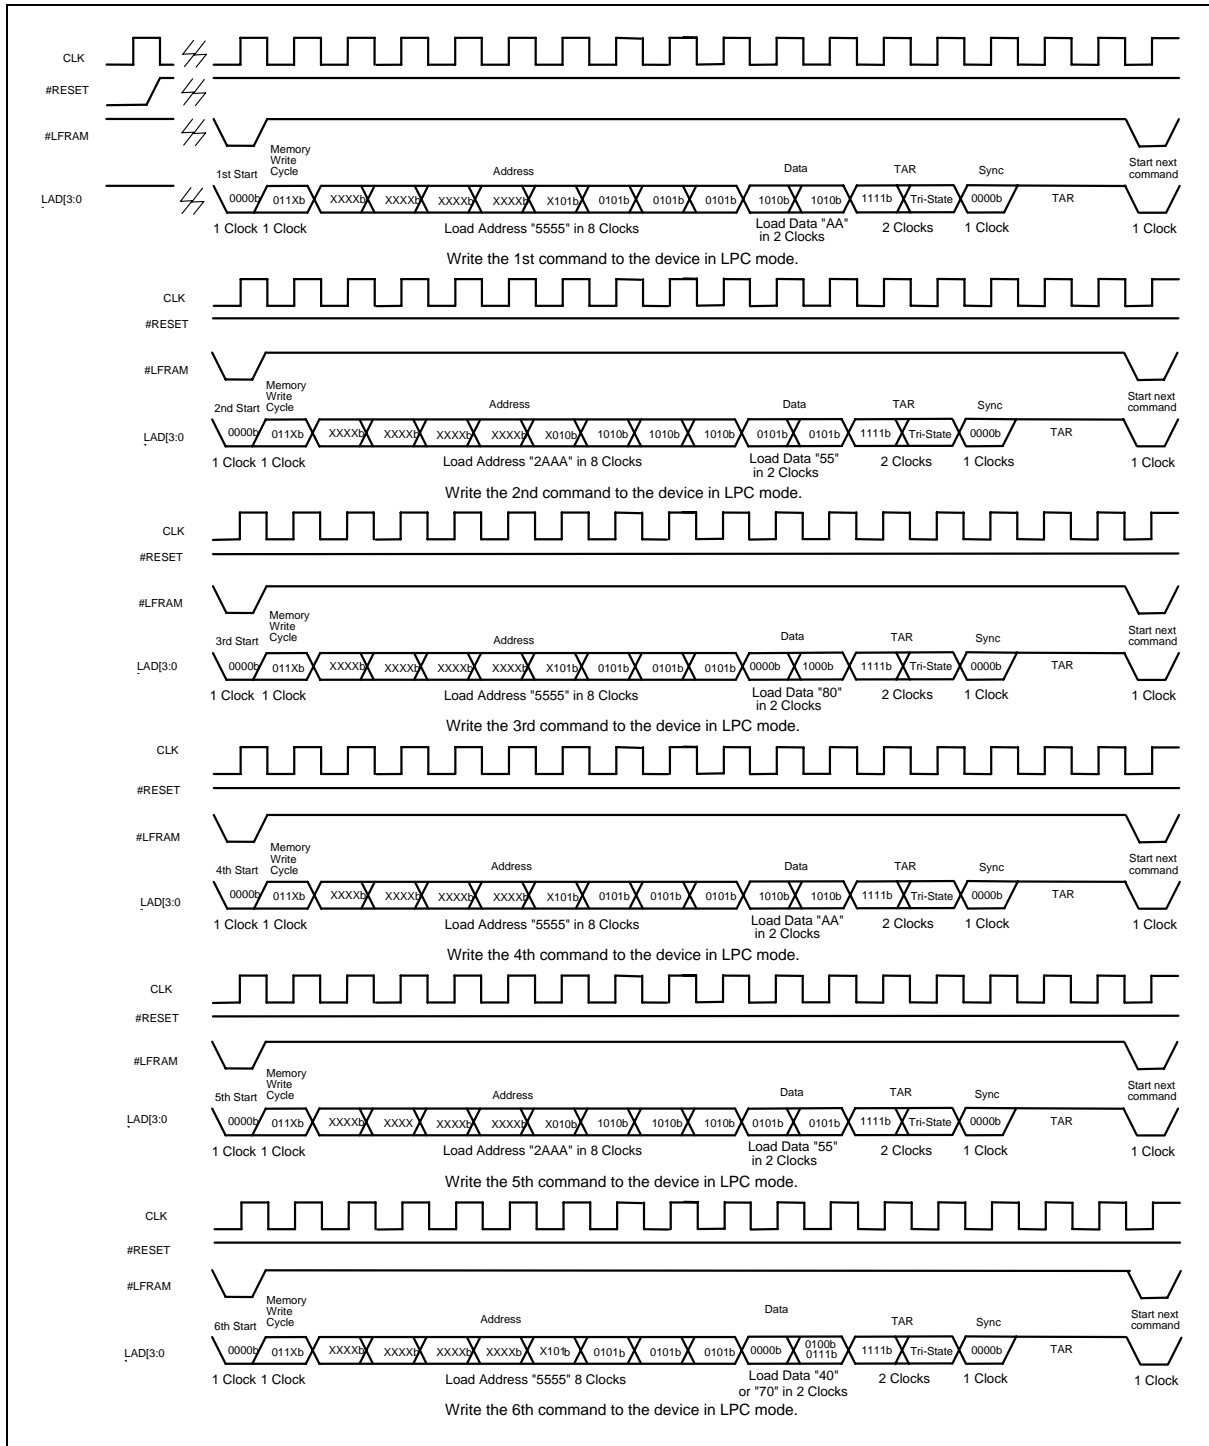 CLK
#RESET
#LFRAM
Memory
Write
Cycle
1st Start
Address
Data
TAR
Sync
Start next
command
LAD[3:0
]
0000b 011Xb XXXXb XXXXb XXXXb XXXXb X101b 0101b 0101b 0101b 1010b 1010b 1111b Tri-State 0000b TAR
1 Clock 1 Clock Load Address "5555" in 8 Clocks Load Data "AA" 2 Clocks 1 Clock 1 Clock
in 2 Clocks
Write the 1st command to the device in LPC mode.
CLK
#RESET
#LFRAM
Memory
Write
Cycle
2nd Start
Address
Data
TAR
Sync
Start next
command
LAD[3:0
]
0000b 011Xb XXXXb XXXXb XXXXb XXXXb X010b 1010b 1010b 1010b 0101b 0101b 1111b Tri-State 0000b TAR
1 Clock 1 Clock Load Address "2AAA" in 8 Clocks Load Data "55" 2 Clocks 1 Clocks 1 Clock
in 2 Clocks
Write the 2nd command to the device in LPC mode.
CLK
#RESET
#LFRAM
Memory
Write
Cycle
3rd Start
Address
Data
TAR
Sync
Start next
command
LAD[3:0
]
0000b 011Xb XXXXb XXXXb XXXXb XXXXb X101b 0101b 0101b 0101b 0000b 1000b 1111b Tri-State 0000b TAR
1 Clock 1 Clock Load Address "5555" in 8 Clocks Load Data "80" 2 Clocks 1 Clock 1 Clock
in 2 Clocks
Write the 3rd command to the device in LPC mode.
CLK
#RESET
#LFRAM
Memory
Write
Cycle
4th Start
Address
Data
TAR
Sync
Start next
command
LAD[3:0
]
0000b 011Xb XXXXb XXXXb XXXXb XXXXb X101b 0101b 0101b 0101b 1010b 1010b 1111b Tri-State 0000b TAR
1 Clock 1 Clock Load Address "5555" in 8 Clocks Load Data "AA" 2 Clocks 1 Clock 1 Clock
in 2 Clocks
Write the 4th command to the device in LPC mode.
CLK
#RESET
#LFRAM
Memory
Write
Cycle
5th Start
Address
Data
TAR
Sync
Start next
command
LAD[3:0
]
0000b 011Xb XXXXb XXXX XXXXb XXXXb X010b 1010b 1010b 1010b 0101b 0101b 1111b Tri-State 0000b TAR
1 Clock 1 Clock Load Address "2AAA" in 8 Clocks Load Data "55" 2 Clocks 1 Clock 1 Clock
in 2 Clocks
Write the 5th command to the device in LPC mode.
CLK
#RESET
#LFRAM
Memory
Write
Cycle
6th Start
Address
Data
TAR
Sync
Start next
command
LAD[3:0
]
0000b 011Xb XXXXb XXXXb XXXXb XXXXb X101b 0101b 0101b 0101b 0000b 0100b 1111b Tri-State 0000b TAR
0111b
1 Clock 1 Clock Load Address "5555" 8 Clocks Load Data "40" 2 Clocks 1 Clock 1 Clock
or "70" in 2 Clocks
Write the 6th command to the device in LPC mode.